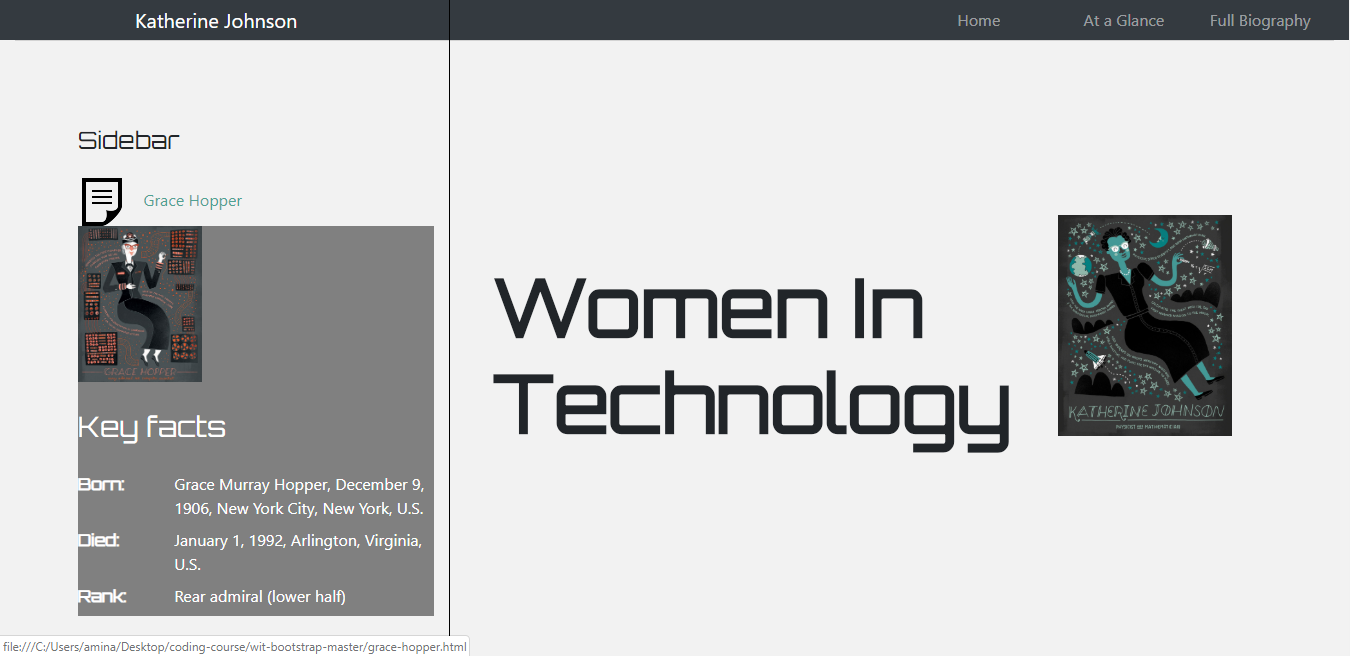 Katherine Johnson
Home At a Glance Full Biography
Sidebar
Grace Hopper
GRACE HOPPER
Key facts
Born: Grace Murray Hopper, December 9,
1906, New York City, New York, U.S.
Died: January 1, 1992, Arlington, Virginia,
U.S.
Rank: Rear admiral (lower half)
Women In
Technology
KATHERINE JOHNSON
file:///C:/Users/amina/Desktop/coding-course/wit-bootstrap-master/grace-hopper.html